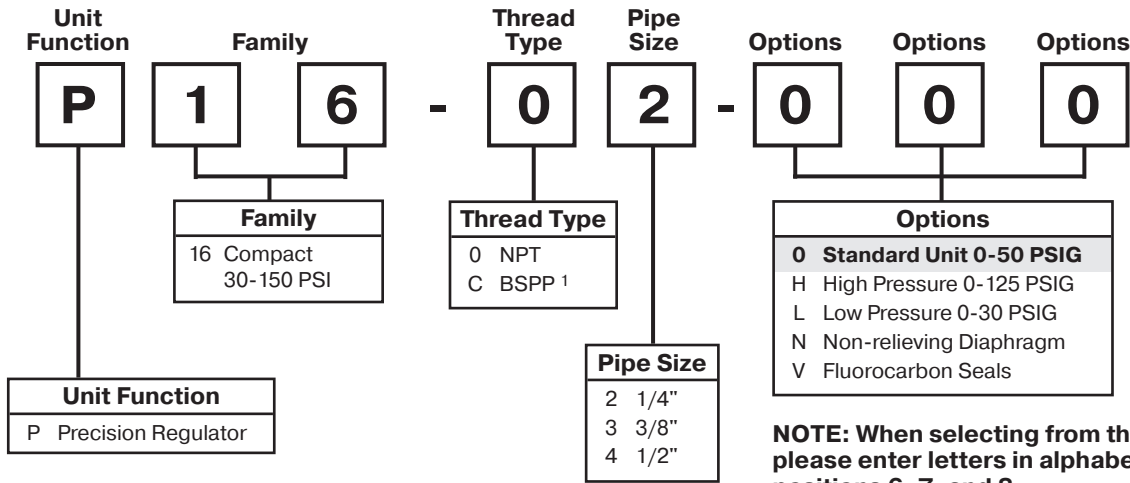 Unit Function Family Thread Type Pipe Size Options Options Options
P 1 6 - 0 2 - 0 0 0
Family
16 Compact
30-150 PSI
Thread Type
0 NPT
C BSPP 1
Options
0 Standard Unit 0-50 PSIG
H High Pressure 0-125 PSIG
L Low Pressure 0-30 PSIG
N Non-relieving Diaphragm
V Fluorocarbon Seals
Pipe Size
2 1/4"
3 3/8"
4 1/2"
Unit Function
P Precision Regulator
NOTE: When selecting from
please enter letters in